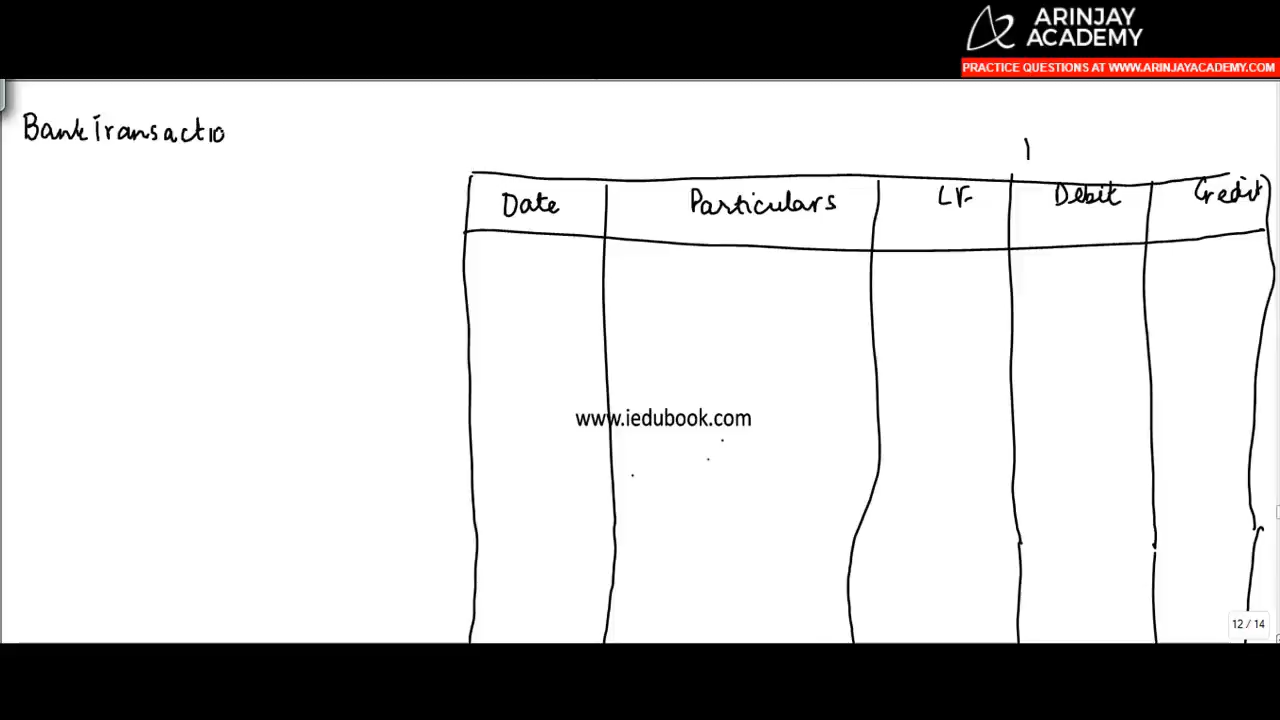 ARINJAY
ACADEMY
PRACTICE QUESTIONS AT WWW.ARINJAYACADEMY.COM
Bank Transactio
Date Particulars LF Debit Credit
www.iedubook.com
12 / 14